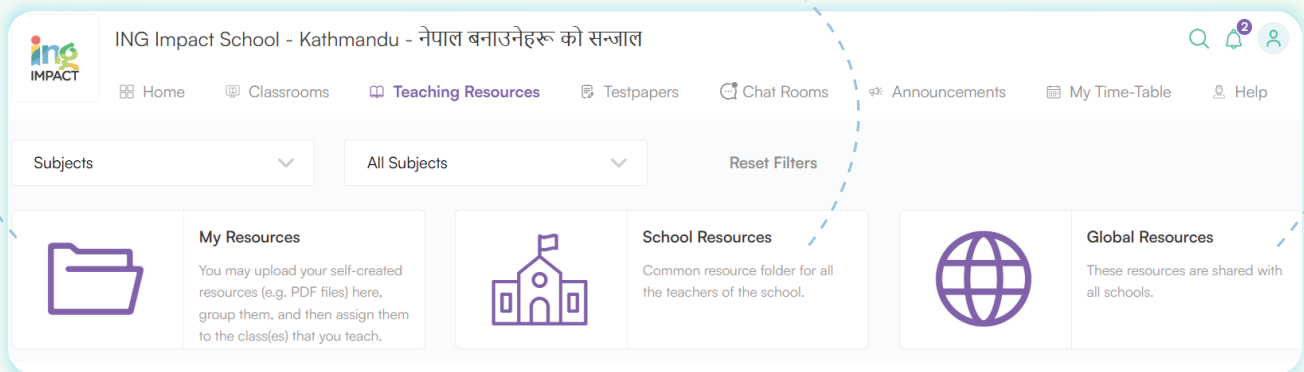 ing
IMPACT
ING Impact School - Kathmandu - नेपाल बनाउनेहरू को सन्जाल
2
Home Classrooms Teaching Resources Testpapers Chat Rooms Announcements My Time-Table Help
Subjects All Subjects Reset Filters
My Resources
You may upload your self-created
resources (e.g. PDF files) here,
group them, and then assign them
to the class(es) that you teach.
School Resources
Common resource folder for all
the teachers of the school.
Global Resources
These resources are shared with
all schools.